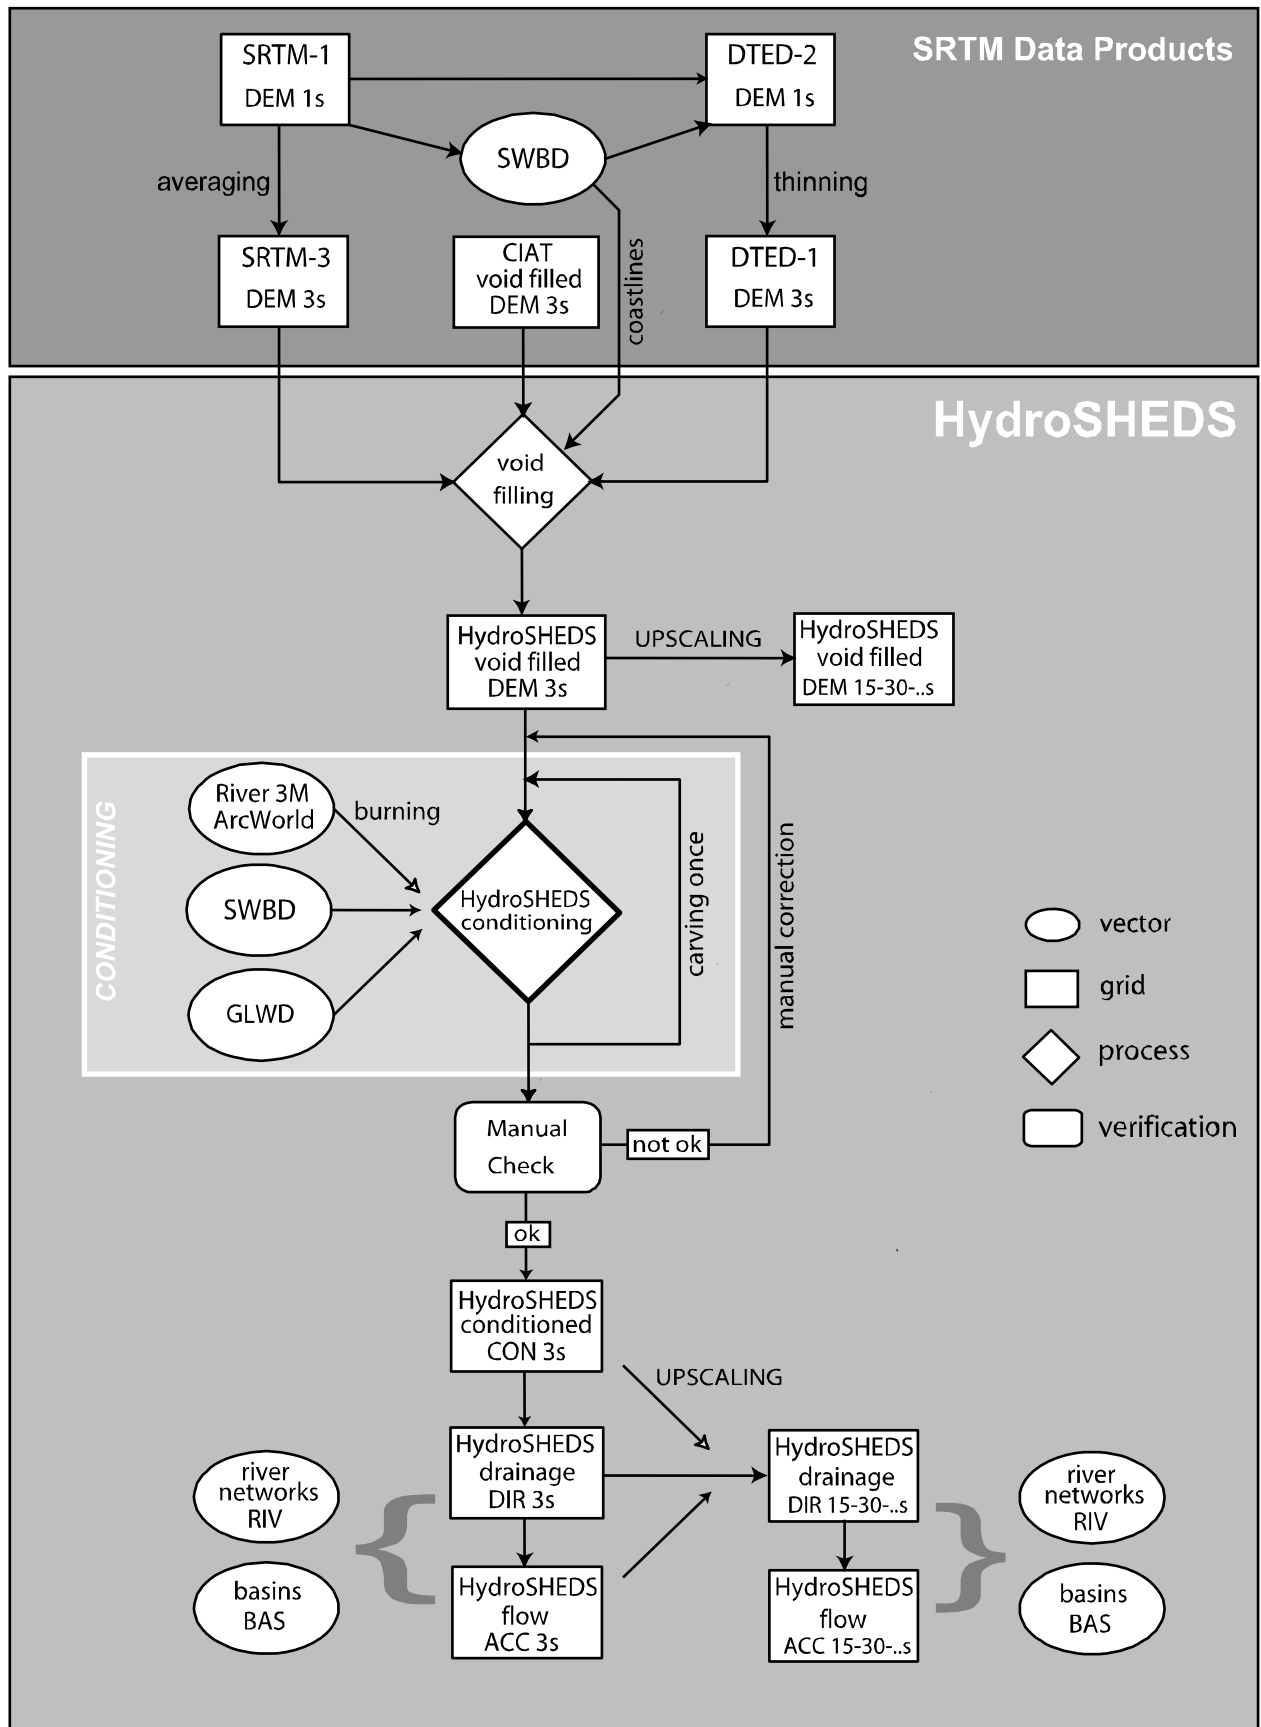 SRTM Data Products
SRTM-1
DEM 1s
DTED-2
DEM 1s
SWBD
averaging
thinning
SRTM-3
DEM 3s
CIAT
void filled
DEM 3s
coastlines
DTED-1
DEM 3s
HydroSHEDS
void
filling
HydroSHEDS
void filled
DEM 3s
UPSCALING
HydroSHEDS
void filled
DEM 15-30-..s
CONDITIONING
River 3M
ArcWorld
burning
SWBD
GLWD
HydroSHEDS
conditioning
carving once
manual correction
vector
grid
process
verification
Manual
Check
not ok
ok
HydroSHEDS
conditioned
CON 3s
UPSCALING
HydroSHEDS
drainage
DIR 3s
HydroSHEDS
drainage
DIR 15-30-..s
river
networks
RIV
basins
BAS
HydroSHEDS
flow
ACC 3s
HydroSHEDS
flow
ACC 15-30-..s
river
networks
RIV
basins
BAS